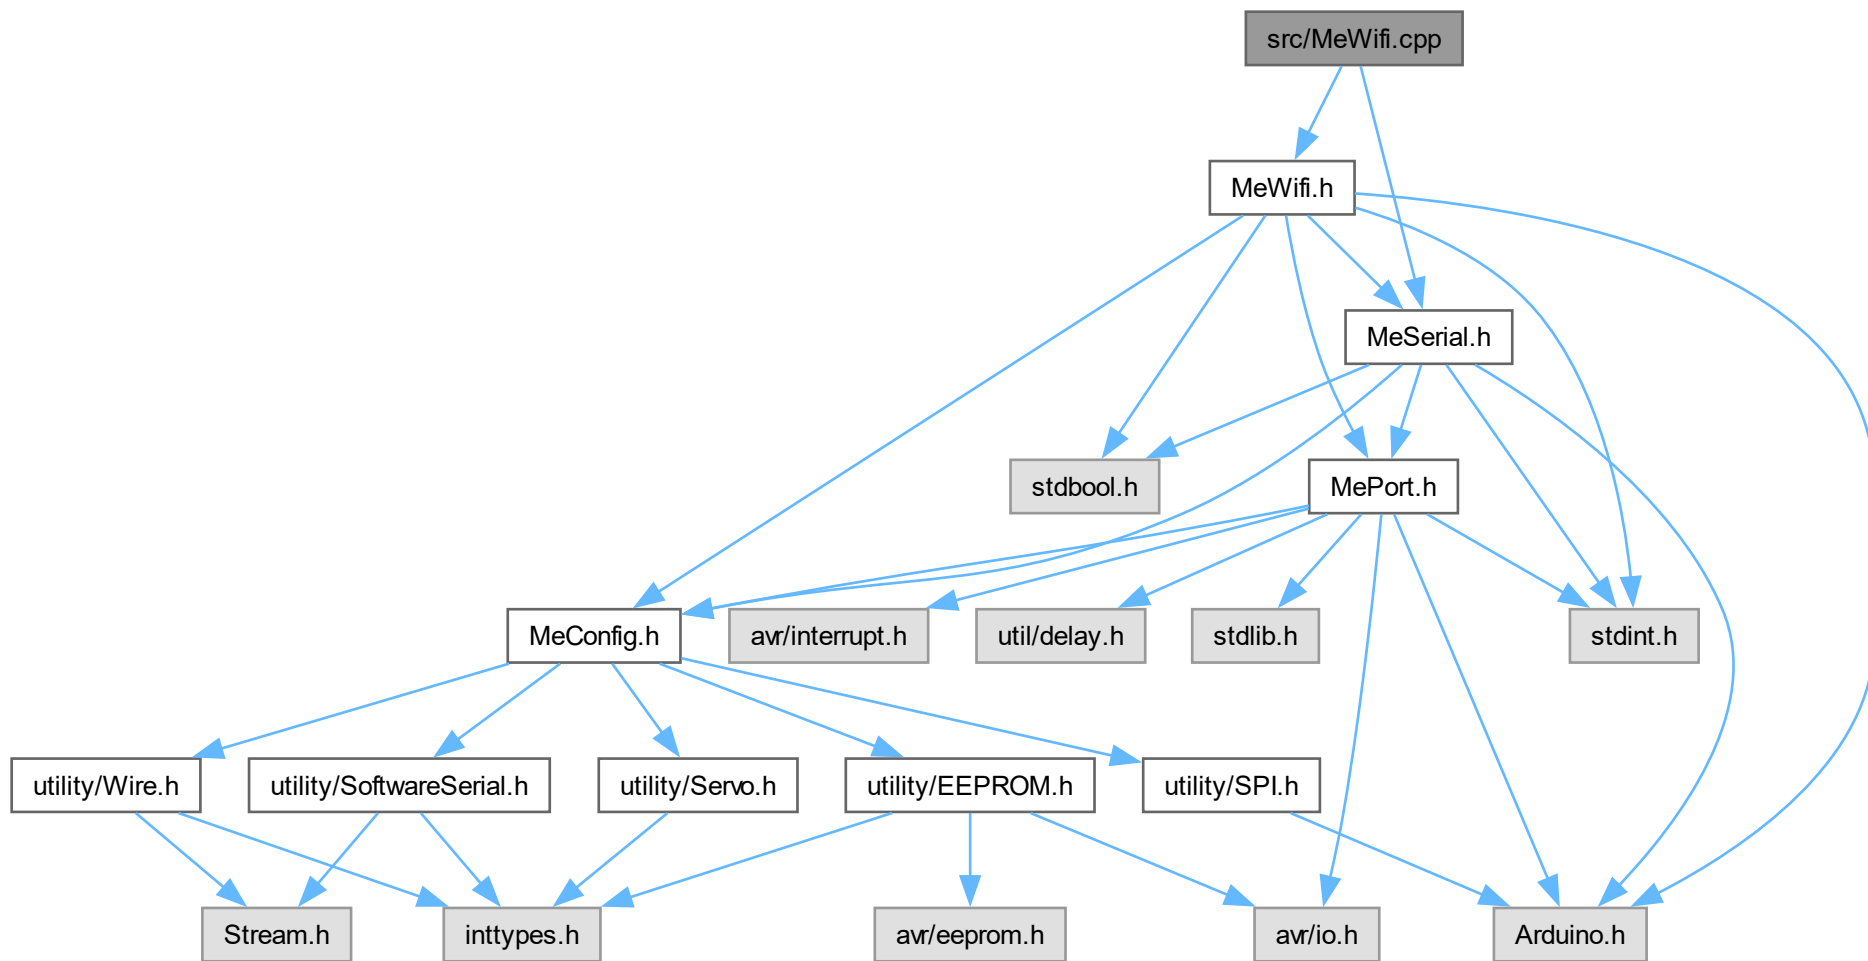 src/MeWifi.cpp
MeWifi.h
MeSerial.h
stdbool.h
MePort.h
MeConfig.h
avr/interrupt.h
util/delay.h
stdlib.h
stdint.h
utility/Wire.h
utility/SoftwareSerial.h
utility/Servo.h
utility/EEPROM.h
utility/SPI.h
Stream.h
inttypes.h
avr/eeprom.h
avr/io.h
Arduino.h